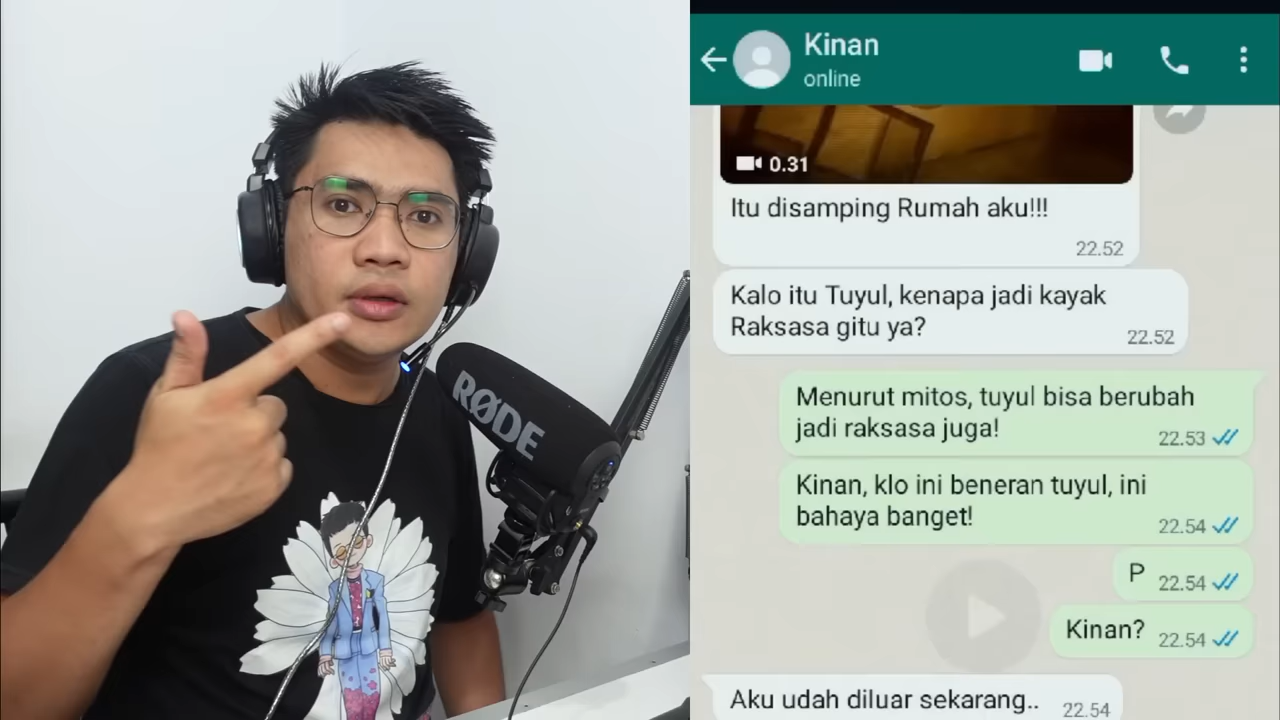 RØDE
Kinan
online
0.31
Itu disamping Rumah aku!!!
22.52
Kalo itu Tuyul, kenapa jadi kayak
Raksasa gitu ya?
22.52
Menurut mitos, tuyul bisa berubah
jadi raksasa juga!
22.53
Kinan, klo ini beneran tuyul, ini
bahaya banget!
22.54
P 22.54
Kinan? 22.54
Aku udah diluar sekarang.. 22.54